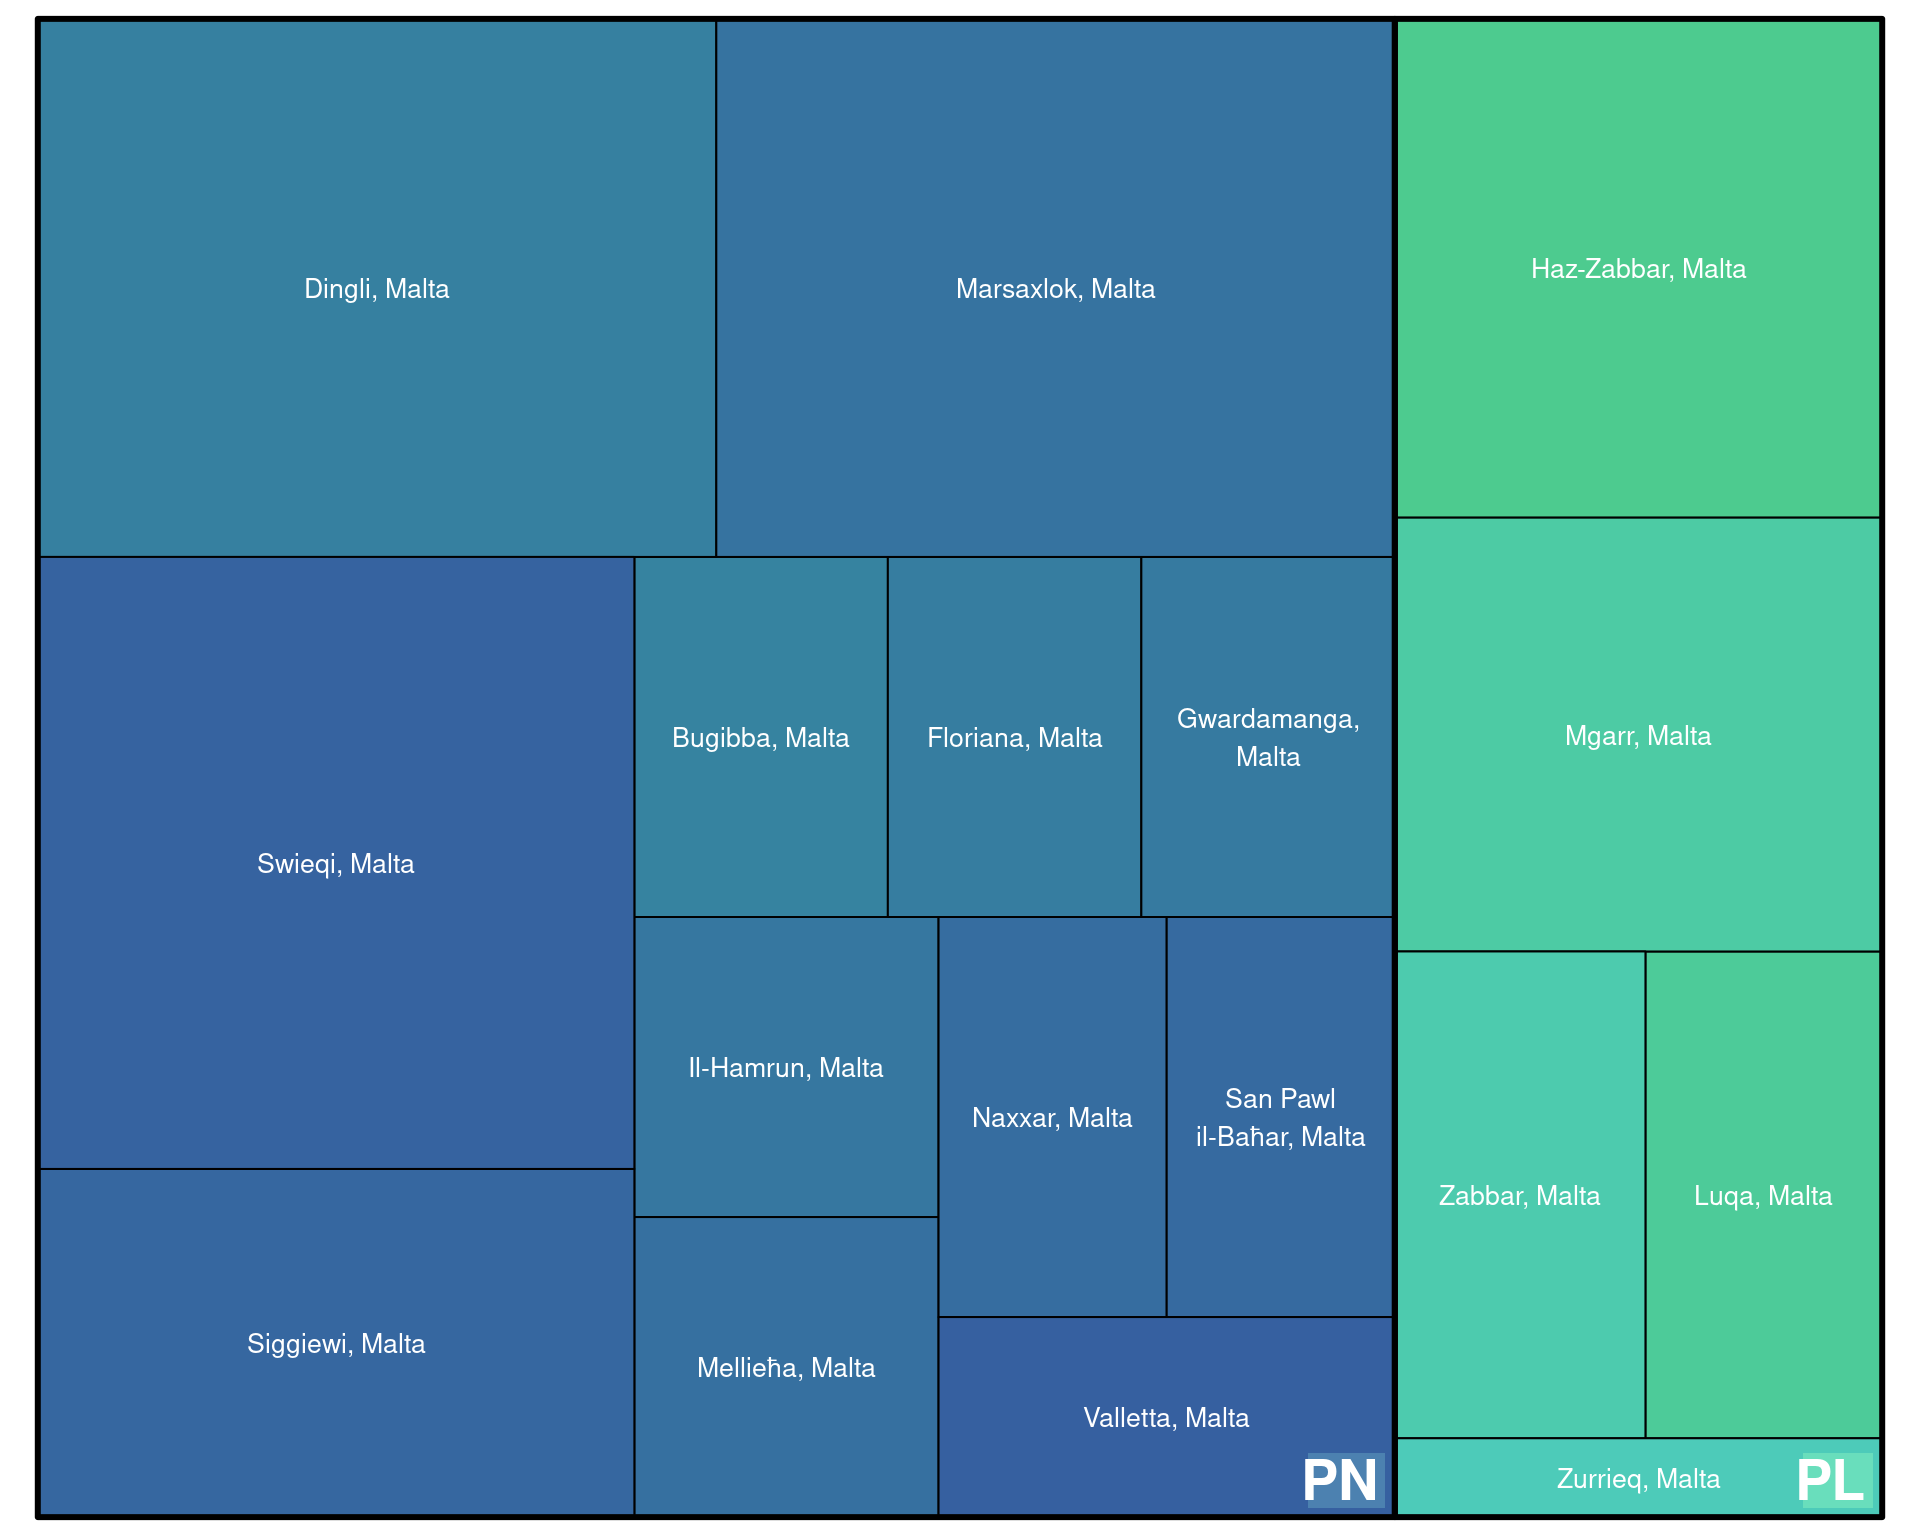 Dingli, Malta
Marsaxlok, Malta
Haz-Zabbar, Malta
Mgarr, Malta
Swieqi, Malta
Bugibba, Malta
Floriana, Malta
Gwardamanga,
Malta
Il-Hamrun, Malta
Naxxar, Malta
San Pawl
il-Baħar, Malta
Zabbar, Malta
Luqa, Malta
Siggiewi, Malta
Mellieħa, Malta
Valletta, Malta
PN
Zurrieq, Malta
PL